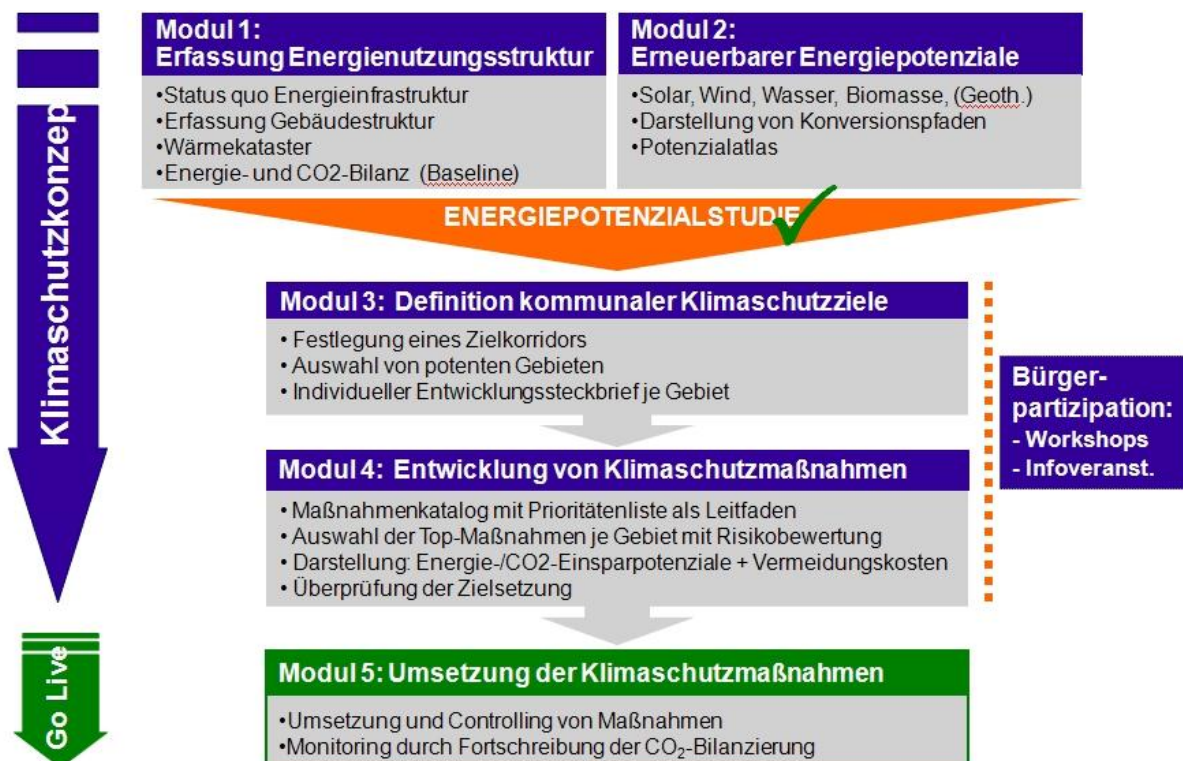 Klimaschutzkonzep
Modul 1:
Erfassung Energienutzungsstruktur
•Status quo Energieinfrastruktur
•Erfassung Gebäudestruktur
•Wärmekataster
•Energie- und CO2-Bilanz (Baseline)
Modul 2:
Erneuerbarer Energiepotenziale
•Solar, Wind, Wasser, Biomasse, (Geoth.)
•Darstellung von Konversionspfaden
•Potenzialatlas
ENERGIEPOTENZIALSTUDIE
Modul 3: Definition kommunaler Klimaschutzziele
• Festlegung eines Zielkorridors
• Auswahl von potenten Gebieten
• Individueller Entwicklungssteckbrief je Gebiet
Bürger-
partizipation:
- Workshops
- Infoveranst.
Modul 4: Entwicklung von Klimaschutzmaßnahmen
• Maßnahmenkatalog mit Prioritätenliste als Leitfaden
• Auswahl der Top-Maßnahmen je Gebiet mit Risikobewertung
• Darstellung: Energie-/CO2-Einsparpotenziale + Vermeidungskosten
• Überprüfung der Zielsetzung
Go Live
Modul 5: Umsetzung der Klimaschutzmaßnahmen
•Umsetzung und Controlling von Maßnahmen
•Monitoring durch Fortschreibung der CO₂-Bilanzierung